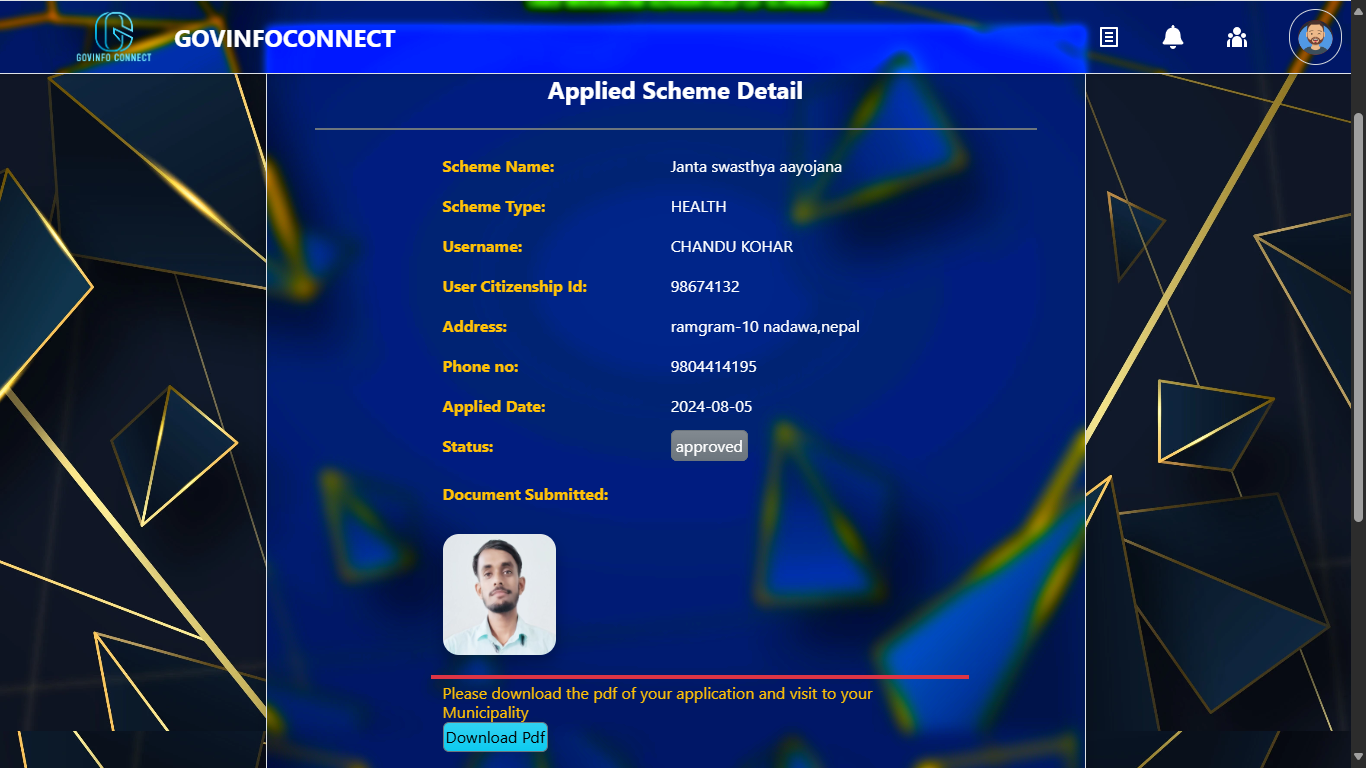 GOVINFO CONNECT
GOVINFOCONNECT
Applied Scheme Detail
Scheme Name: Janta swasthya aayojana
Scheme Type: HEALTH
Username: CHANDU KOHAR
User Citizenship Id: 98674132
Address: ramgram-10 nadawa,nepal
Phone no: 9804414195
Applied Date: 2024-08-05
Status: approved
Document Submitted:
Please download the pdf of your application and visit to your
Municipality
Download Pdf